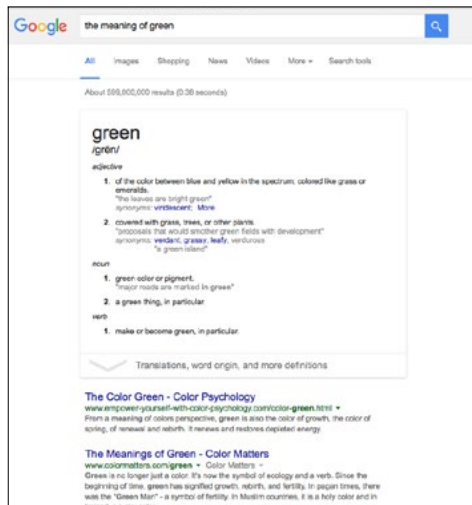 Google the meaning of green
All Images Shopping News Videos More Search tools
About 599,000,000 results (0.36 seconds)
green
/grēn/
adjective
1. of the color between blue and yellow in the spectrum; colored like grass or
emeralds.
"the leaves are bright green"
synonyms: viridescent; More
2. covered with grass, trees, or other plants.
"proposals that would smother green fields with development"
synonyms: verdant, grassy, leafy, verdurous
"a green island"
noun
1. green color or pigment.
"major roads are marked in green"
2. a green thing, in particular
verb
1. make or become green, in particular
Translations, word origin, and more definitions
The Color Green - Color Psychology
www.empower-yourself-with-color-psychology.com/color-green.html
From a meaning of colors perspective, green is also the color of growth, the color of
spring, of renewal and rebirth. It renews and restores depleted energy.
The Meanings of Green - Color Matters
www.colormatters.com/green Color Matters
Green is no longer just a color. It's now the symbol of ecology and a verb. Since the
beginning of time, green has signified growth, rebirth, and fertility. In pagan times, there
was the "Green Man" - a symbol of fertility. In Muslim countries, it is a holy color and in